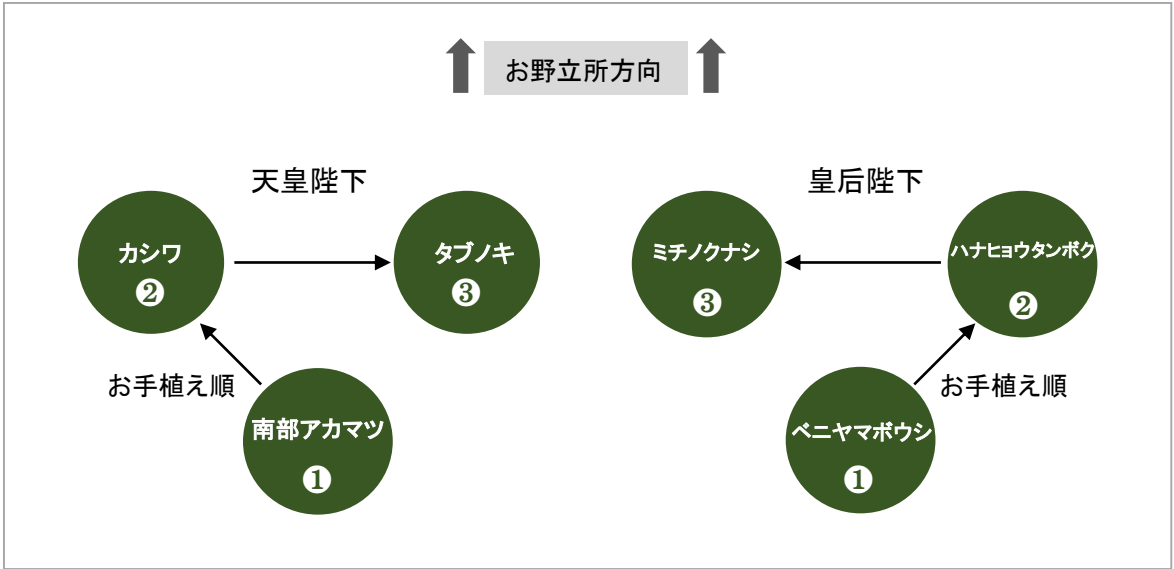 お野立所方向
天皇陛下
カシワ
❷
タブノキ
❸
お手植え順
南部アカマツ
❶
皇后陛下
ミチノクナシ
❸
ハナヒョウタンボク
❷
お手植え順
ベニヤマボウシ
❶